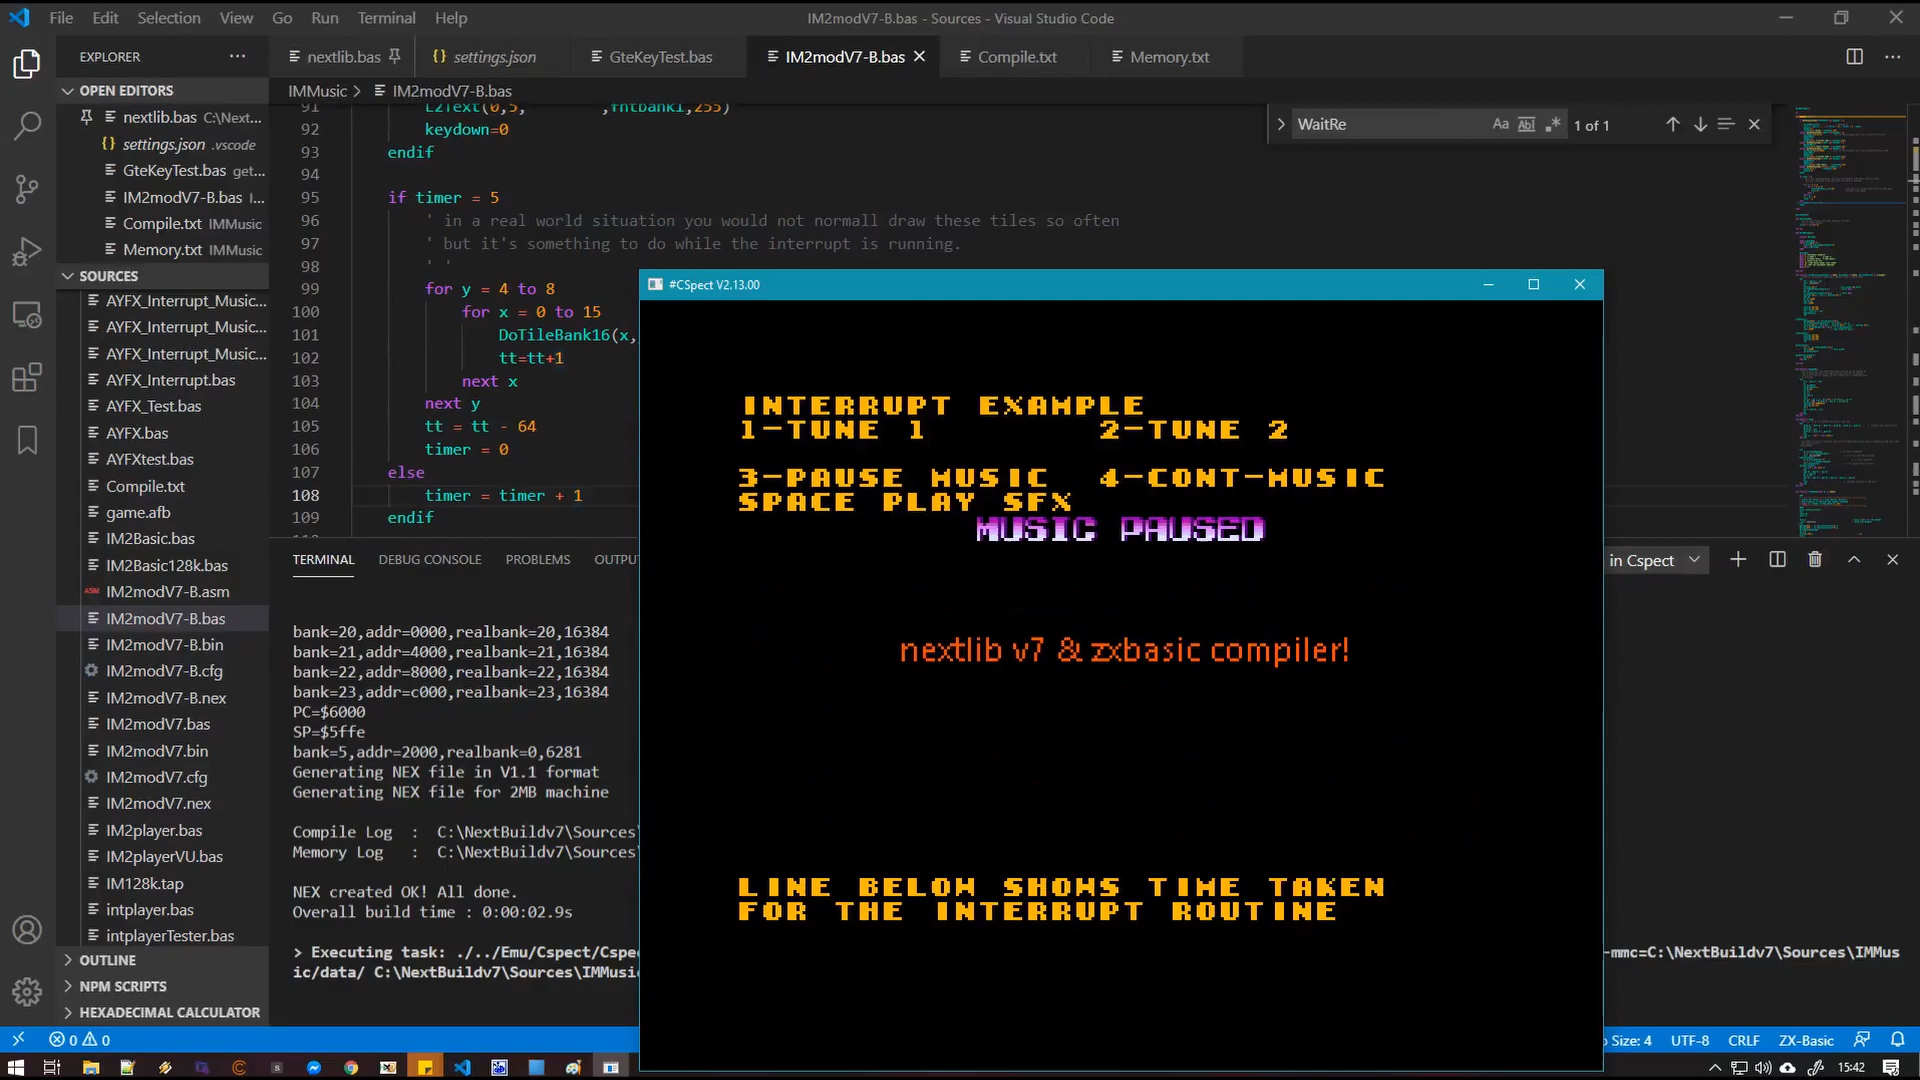 File Edit Selection View Go Run Terminal Help
IM2modV7-B.bas - Sources - Visual Studio Code
EXPLORER
nextlib.bas
settings.json
GteKeyTest.bas
IM2modV7-B.bas
Compile.txt
Memory.txt
OPEN EDITORS
nextlib.bas C:\Next...
settings.json .vscode
GteKeyTest.bas get...
IM2modV7-B.bas I...
Compile.txt IMMusic
Memory.txt IMMusic
SOURCES
AYFX_Interrupt_Music...
AYFX_Interrupt_Music...
AYFX_Interrupt_Music...
AYFX_Interrupt.bas
AYFX_Test.bas
AYFX.bas
AYFXtest.bas
Compile.txt
game.afb
IM2Basic.bas
IM2Basic128k.bas
ASM IM2modV7-B.asm
IM2modV7-B.bas
IM2modV7-B.bin
IM2modV7-B.cfg
IM2modV7-B.nex
IM2modV7.bas
IM2modV7.bin
IM2modV7.cfg
IM2modV7.nex
IM2player.bas
IM2playerVU.bas
IM128k.tap
intplayer.bas
intplayerTester.bas
OUTLINE
NPM SCRIPTS
HEXADECIMAL CALCULATOR
IMMusic > IM2modV7-B.bas
WaitRe
Aa Abl .* 1 of 1
91 L2Text(0,5, ,fntbank1,255)
92 keydown=0
93 endif
94
95 if timer = 5
96 ' in a real world situation you would not normall draw these tiles so often
97 ' but it's something to do while the interrupt is running.
98 ' '
99 for y = 4 to 8
100 for x = 0 to 15
101 DoTileBank16(x,
102 tt=tt+1
103 next x
104 next y
105 tt = tt - 64
106 timer = 0
107 else
108 timer = timer + 1
109 endif
TERMINAL DEBUG CONSOLE PROBLEMS OUTPU
in Cspect
bank=20,addr=0000,realbank=20,16384
bank=21,addr=4000,realbank=21,16384
bank=22,addr=8000,realbank=22,16384
bank=23,addr=c000,realbank=23,16384
PC=$6000
SP=$5ffe
bank=5,addr=2000,realbank=0,6281
Generating NEX file in V1.1 format
Generating NEX file for 2MB machine
Compile Log : C:\NextBuildv7\Sources\
Memory Log : C:\NextBuildv7\Sources\
NEX created OK! All done.
Overall build time : 0:00:02.9s
> Executing task: ./../Emu/Cspect/Cspe
-mmc=C:\NextBuildv7\Sources\IMMus
ic/data/ C:\NextBuildv7\Sources\IMMusi
#CSpect V2.13.00
INTERRUPT EXAMPLE
1-TUNE 1 2-TUNE 2
3-PAUSE MUSIC 4-CONT-MUSIC
SPACE PLAY SFX
MUSIC PAUSED
nextlib v7 & zxbasic compiler!
LINE BELOW SHOWS TIME TAKEN
FOR THE INTERRUPT ROUTINE
0 0
Size: 4 UTF-8 CRLF ZX-Basic
15:42